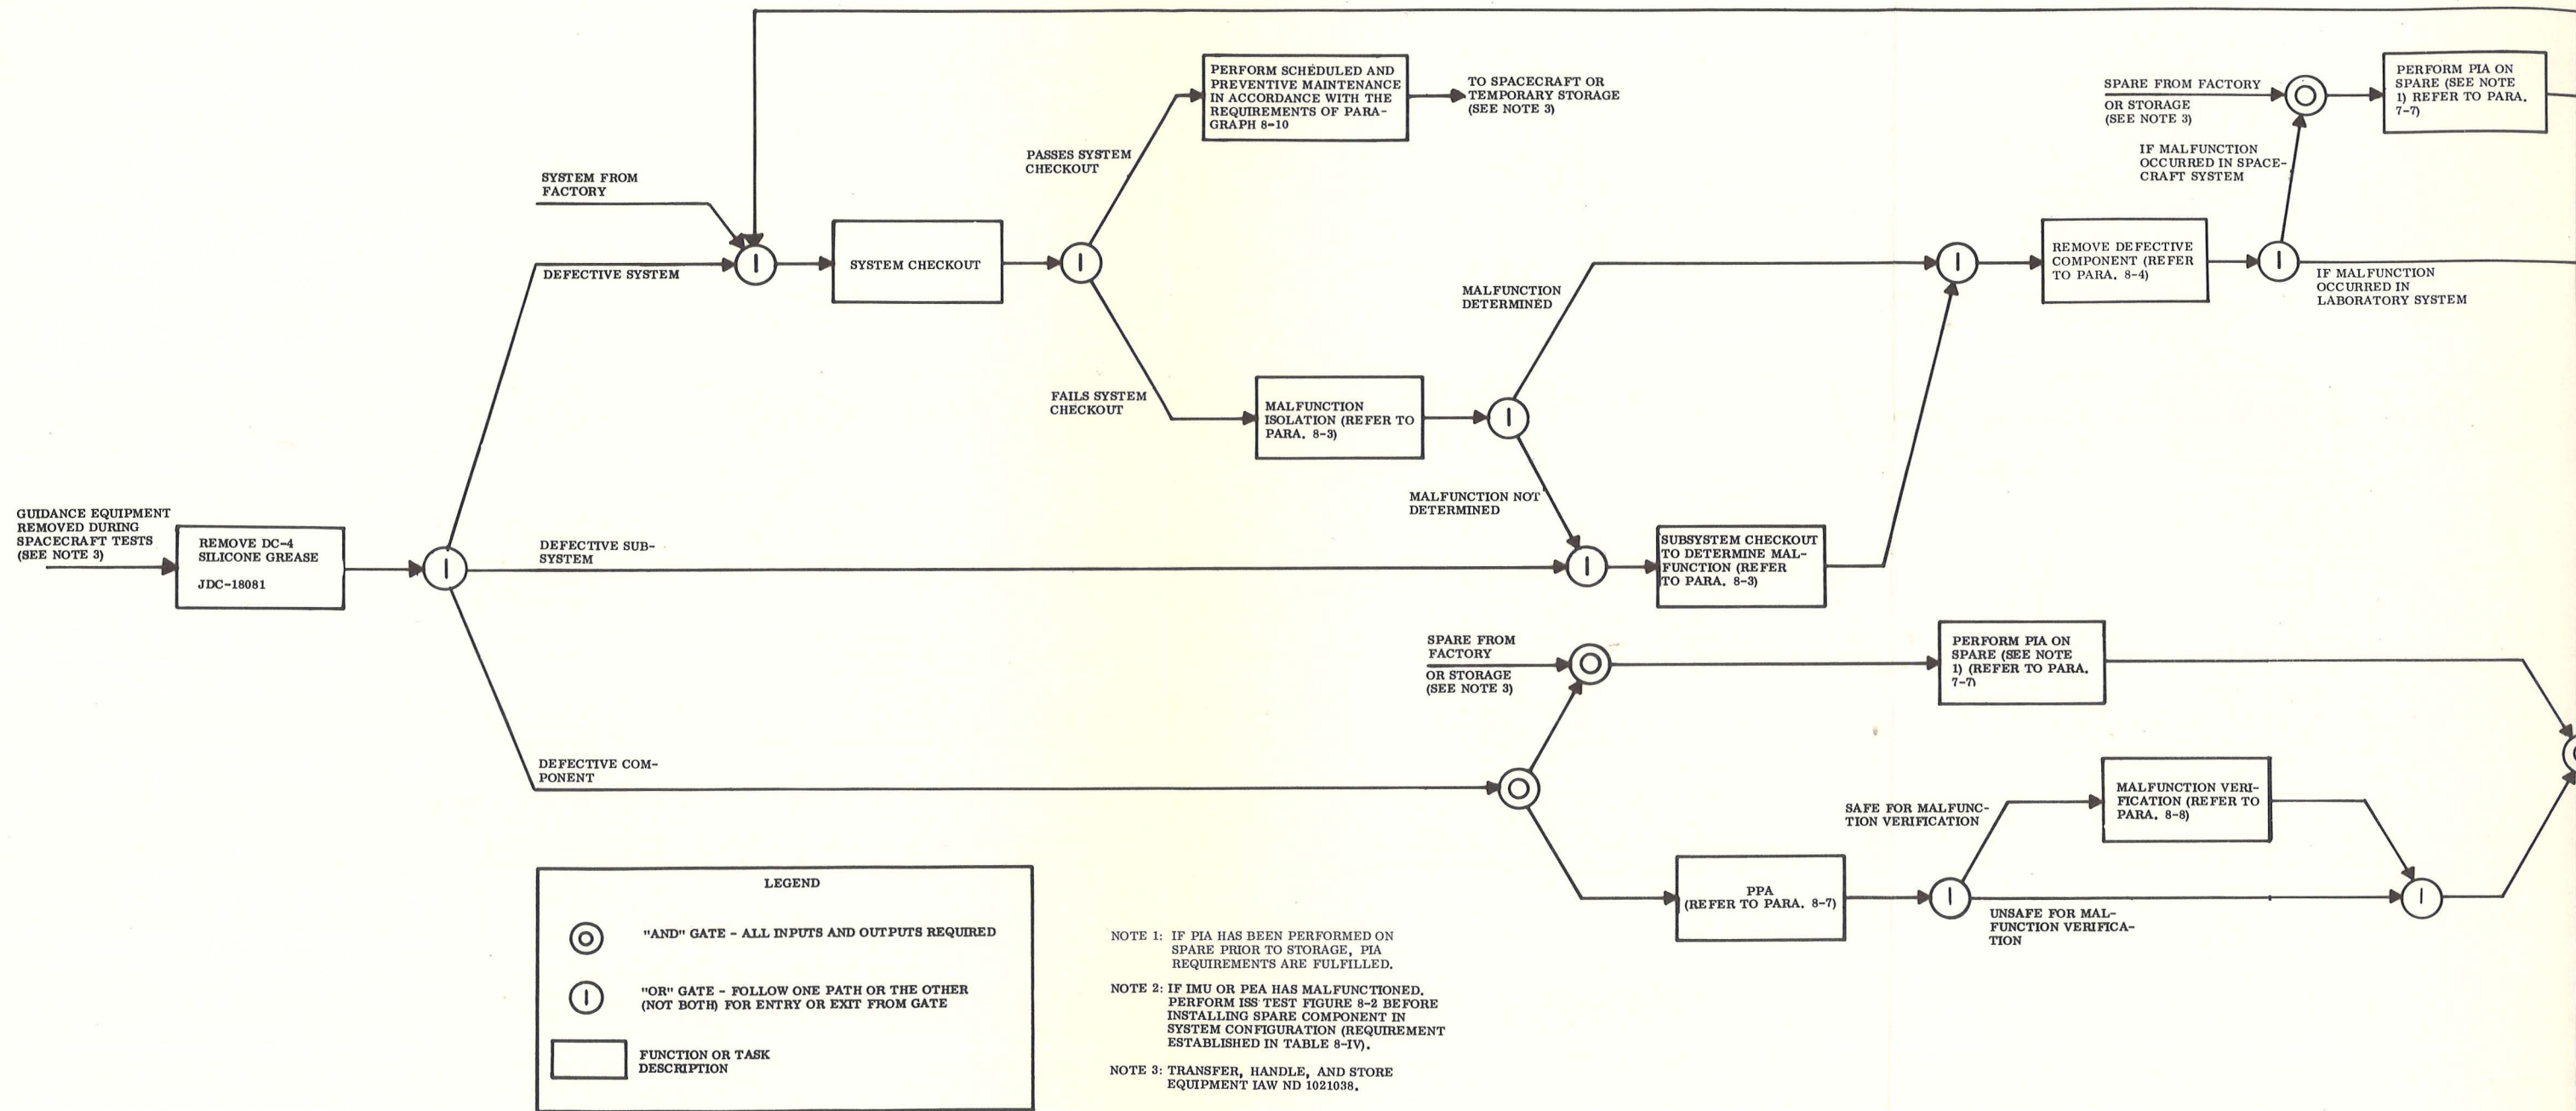 PERFORM SCHEDULED AND
PREVENTIVE MAINTENANCE
IN ACCORDANCE WITH THE
REQUIREMENTS OF PARA-
GRAPH 8-10
TO SPACECRAFT OR
TEMPORARY STORAGE
(SEE NOTE 3)
SPARE FROM FACTORY
OR STORAGE
(SEE NOTE 3)
PERFORM PIA ON
SPARE (SEE NOTE
1) REFER TO PARA.
7-7)
PASSES SYSTEM
CHECKOUT
IF MALFUNCTION
OCCURRED IN SPACE-
CRAFT SYSTEM
SYSTEM FROM
FACTORY
DEFECTIVE SYSTEM
SYSTEM CHECKOUT
MALFUNCTION
DETERMINED
REMOVE DEFECTIVE
COMPONENT (REFER
TO PARA. 8-4)
IF MALFUNCTION
OCCURRED IN
LABORATORY SYSTEM
FAILS SYSTEM
CHECKOUT
MALFUNCTION
ISOLATION (REFER TO
PARA. 8-3)
MALFUNCTION NOT
DETERMINED
GUIDANCE EQUIPMENT
REMOVED DURING
SPACECRAFT TESTS
(SEE NOTE 3)
REMOVE DC-4
SILICONE GREASE
JDC-18081
DEFECTIVE SUB-
SYSTEM
SUBSYSTEM CHECKOUT
TO DETERMINE MAL-
FUNCTION (REFER
TO PARA. 8-3)
SPARE FROM
FACTORY
OR STORAGE
(SEE NOTE 3)
PERFORM PIA ON
SPARE (SEE NOTE
1) (REFER TO PARA.
7-7)
DEFECTIVE COM-
PONENT
SAFE FOR MALFUNC-
TION VERIFICATION
MALFUNCTION VERI-
FICATION (REFER TO
PARA. 8-8)
PPA
(REFER TO PARA. 8-7)
UNSAFE FOR MAL-
FUNCTION VERIFICA-
TION
LEGEND
"AND" GATE - ALL INPUTS AND OUTPUTS REQUIRED
"OR" GATE - FOLLOW ONE PATH OR THE OTHER
(NOT BOTH) FOR ENTRY OR EXIT FROM GATE
FUNCTION OR TASK
DESCRIPTION
NOTE 1: IF PIA HAS BEEN PERFORMED ON
SPARE PRIOR TO STORAGE, PIA
REQUIREMENTS ARE FULFILLED.
NOTE 2: IF IMU OR PEA HAS MALFUNCTIONED.
PERFORM ISS TEST FIGURE 8-2 BEFORE
INSTALLING SPARE COMPONENT IN
SYSTEM CONFIGURATION (REQUIREMENT
ESTABLISHED IN TABLE 8-IV).
NOTE 3: TRANSFER, HANDLE, AND STORE
EQUIPMENT IAW ND 1021038.